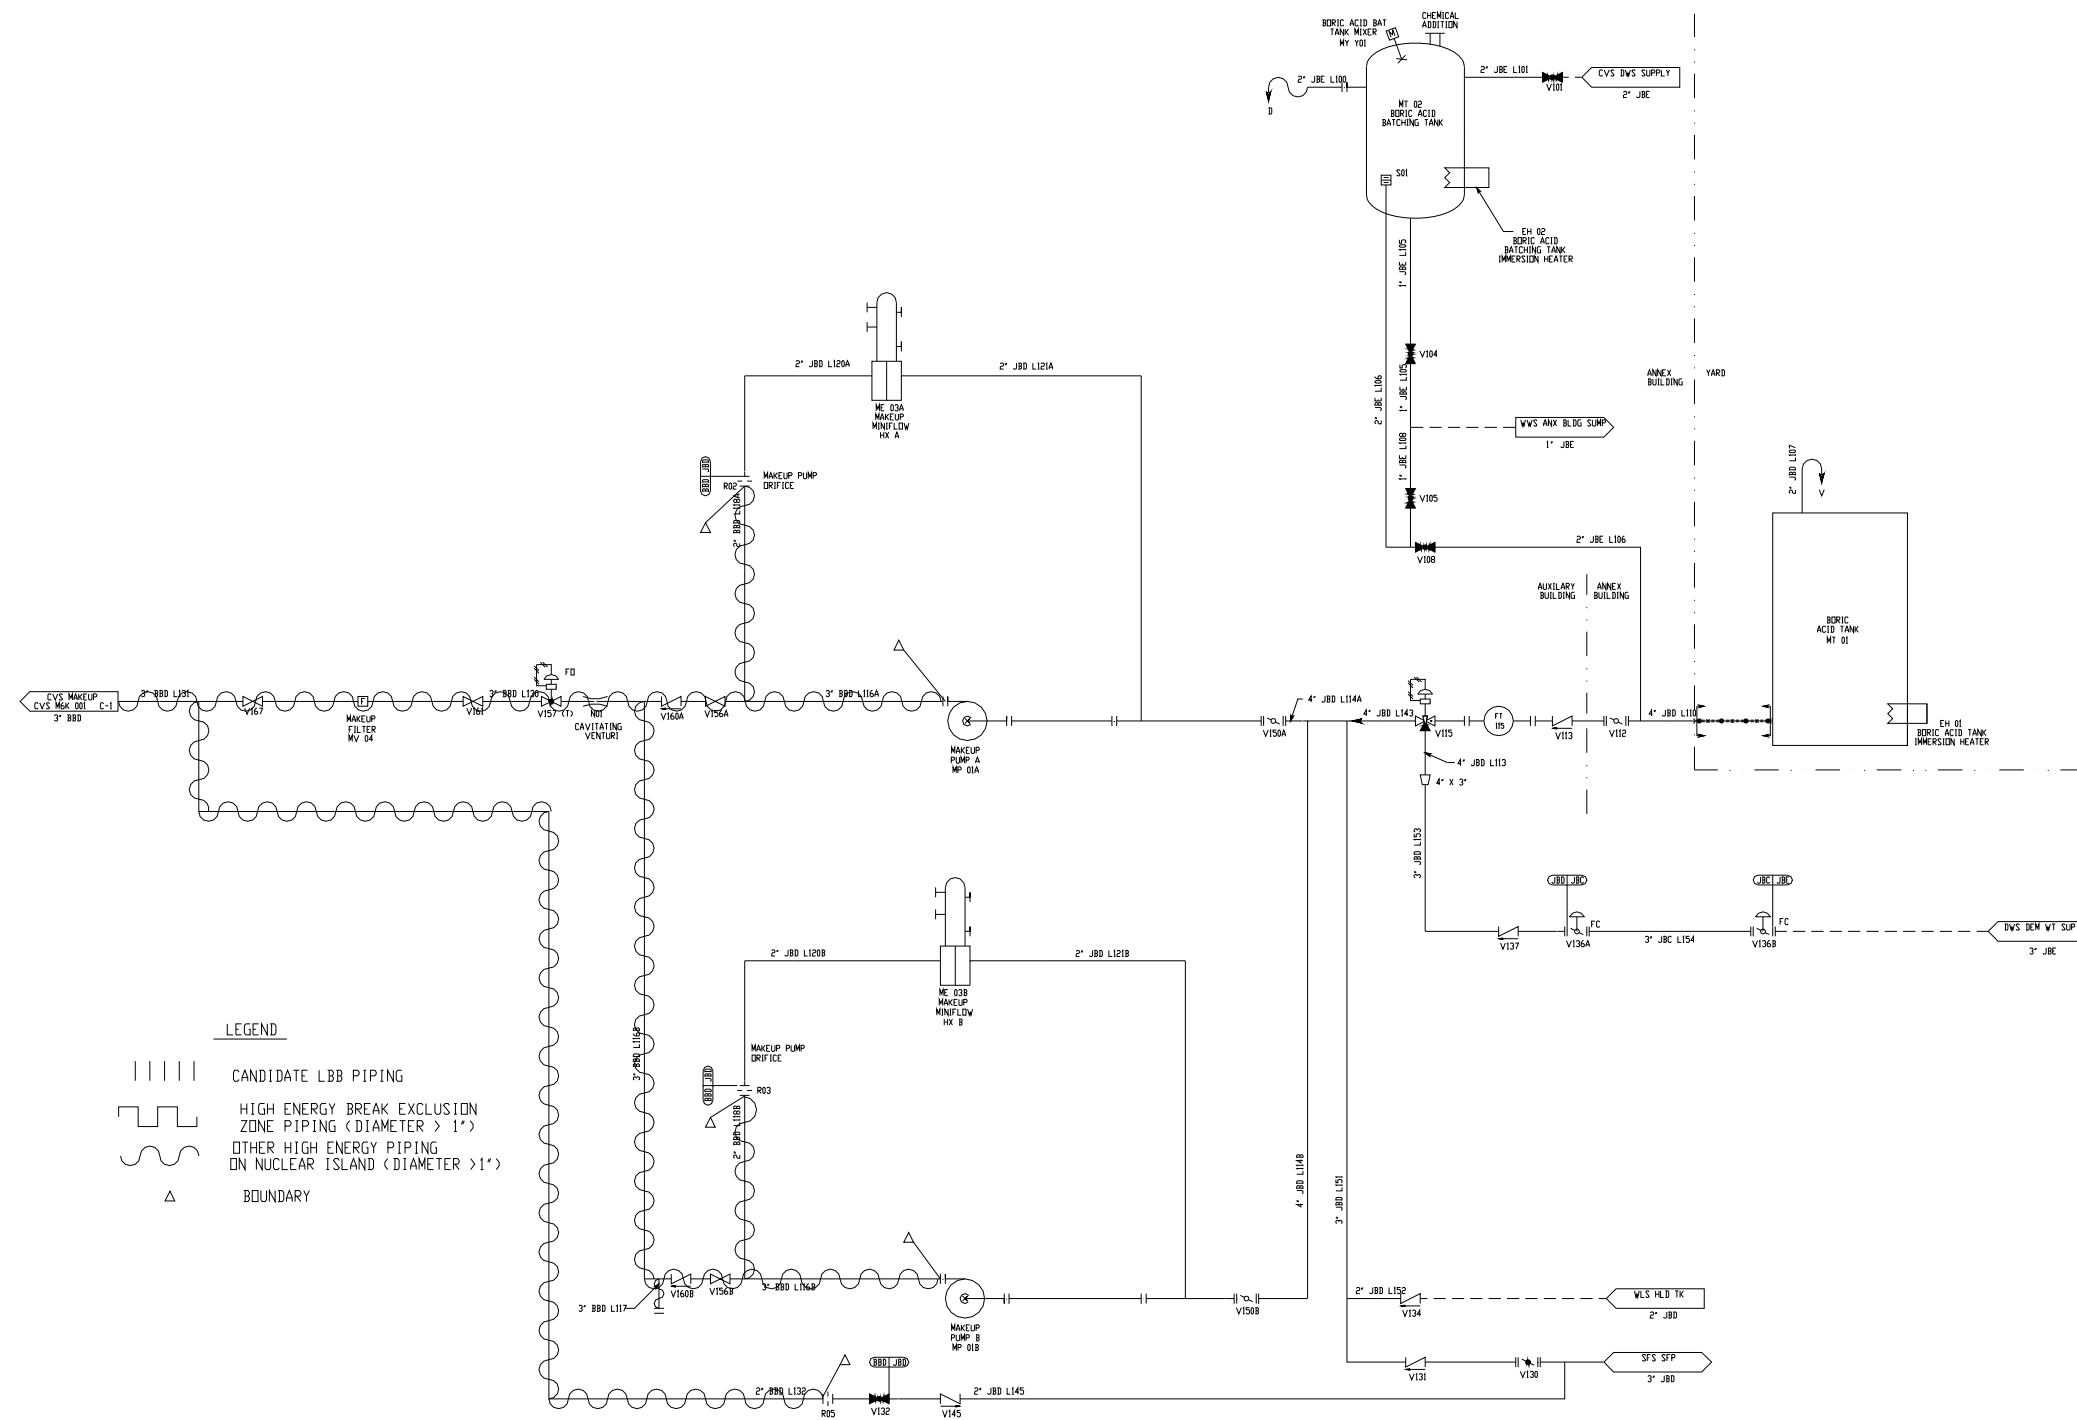 BORIC ACID BAT
TANK MIXER
MY Y01
M
CHEMICAL
ADDITION
2" JBE L100
D
MT 02
BORIC ACID
BATCHING TANK
2" JBE L101
V101
CVS DWS SUPPLY
2" JBE
S01
EH 02
BORIC ACID
BATCHING TANK
IMMERSION HEATER
1" JBE L105
V104
1" JBE L105
2" JBE L106
WWS ANX BLDG SUMP
1" JBE
1" JBE L108
V105
V108
2" JBE L106
ANNEX
BUILDING
YARD
2" JBD L107
V
BORIC
ACID TANK
MT 01
EH 01
BORIC ACID TANK
IMMERSION HEATER
AUXILARY
BUILDING
ANNEX
BUILDING
2" JBD L120A
2" JBD L121A
ME 03A
MAKEUP
MINIFLOW
HX A
BBD JBD
R02
MAKEUP PUMP
ORIFICE
2" BBD L118A
CVS MAKEUP
CVS M6K 001 C-1
3" BBD
3" BBD L131
V167
F
MAKEUP
FILTER
MV 04
V161
3" BBD L130
FO
V157 (T)
N01
CAVITATING
VENTURI
V160A
V156A
3" BBD L116A
MAKEUP
PUMP A
MP 01A
V150A
4" JBD L114A
4" JBD L143
V115
FT
115
V113
V112
4" JBD L110
4" JBD L113
4" X 3"
3" JBD L153
JBD JBC
JBC JBE
V137
V136A
FC
3" JBC L154
V136B
FC
DWS DEM WT SUP
3" JBE
2" JBD L120B
2" JBD L121B
ME 03B
MAKEUP
MINIFLOW
HX B
MAKEUP PUMP
ORIFICE
BBD JBD
R03
2" BBD L118B
3" BBD L116B
LEGEND
CANDIDATE LBB PIPING
HIGH ENERGY BREAK EXCLUSION
ZONE PIPING (DIAMETER > 1")
OTHER HIGH ENERGY PIPING
ON NUCLEAR ISLAND (DIAMETER >1")
BOUNDARY
3" BBD L117
V160B
V156B
3" BBD L116B
MAKEUP
PUMP B
MP 01B
V150B
4" JBD L114B
3" JBD L151
2" JBD L152
V134
WLS HLD TK
2" JBD
V131
V130
SFS SFP
3" JBD
2" BBD L132
R05
BBD JBD
V132
V145
2" JBD L145